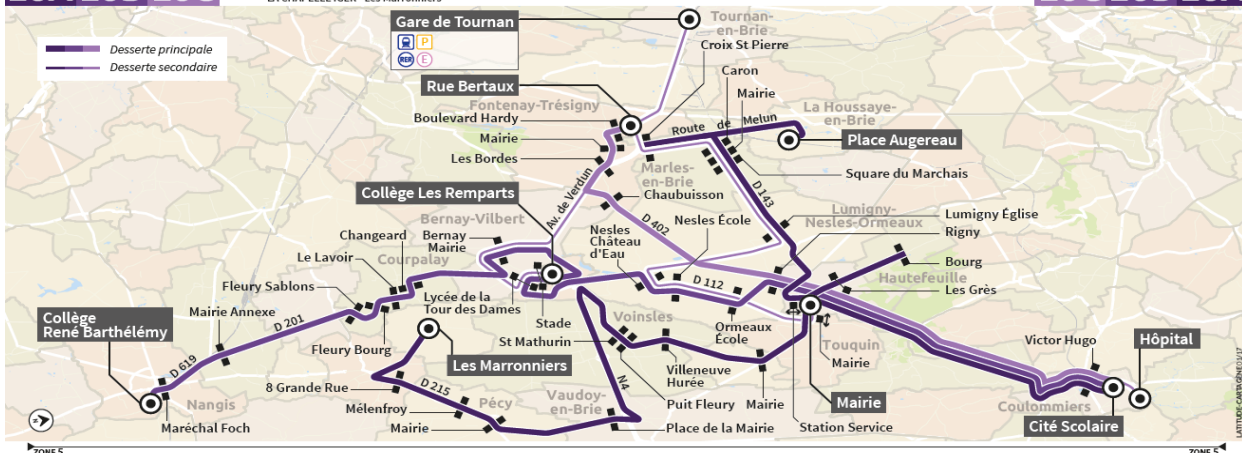 LA CHAPELLE IGER - Les Marronniers
Desserte principale
Desserte secondaire
Gare de Tournan
P
RER
E
Tournan-
en-Brie
Croix St Pierre
Rue Bertaux
Caron
Mairie
Fontenay-Trésigny
La Houssaye-
en-Brie
Boulevard Hardy
Route de Melun
Mairie
Place Augereau
Les Bordes
Marles-
en-Brie
Square du Marchais
Collège Les Remparts
Av. de Verdun
Chaubuisson
D 143
Lumigny-
Nesles-Ormeaux
Bernay-Vilbert
Nesles École
D 402
Lumigny Église
Changeard
Bernay
Mairie
Nesles
Château
d'Eau
Rigny
Le Lavoir
Courpalay
Bourg
Hautefeuille
Fleury Sablons
D 112
Les Grès
Collège
René Barthélémy
Mairie Annexe
Lycée de la
Tour des Dames
D 201
Stade
Voinsles
Ormeaux
École
Fleury Bourg
St Mathurin
Touquin
Victor Hugo
Hôpital
Les Marronniers
Mairie
D 619
Villeneuve
Hurée
8 Grande Rue
D 215
N4
Nangis
Mélenfroy
Pécy
Vaudoy-
en-Brie
Puit Fleury
Mairie
Mairie
Coulommiers
Maréchal Foch
Mairie
Place de la Mairie
Station Service
Cité Scolaire
ZONE 5
ZONE 5